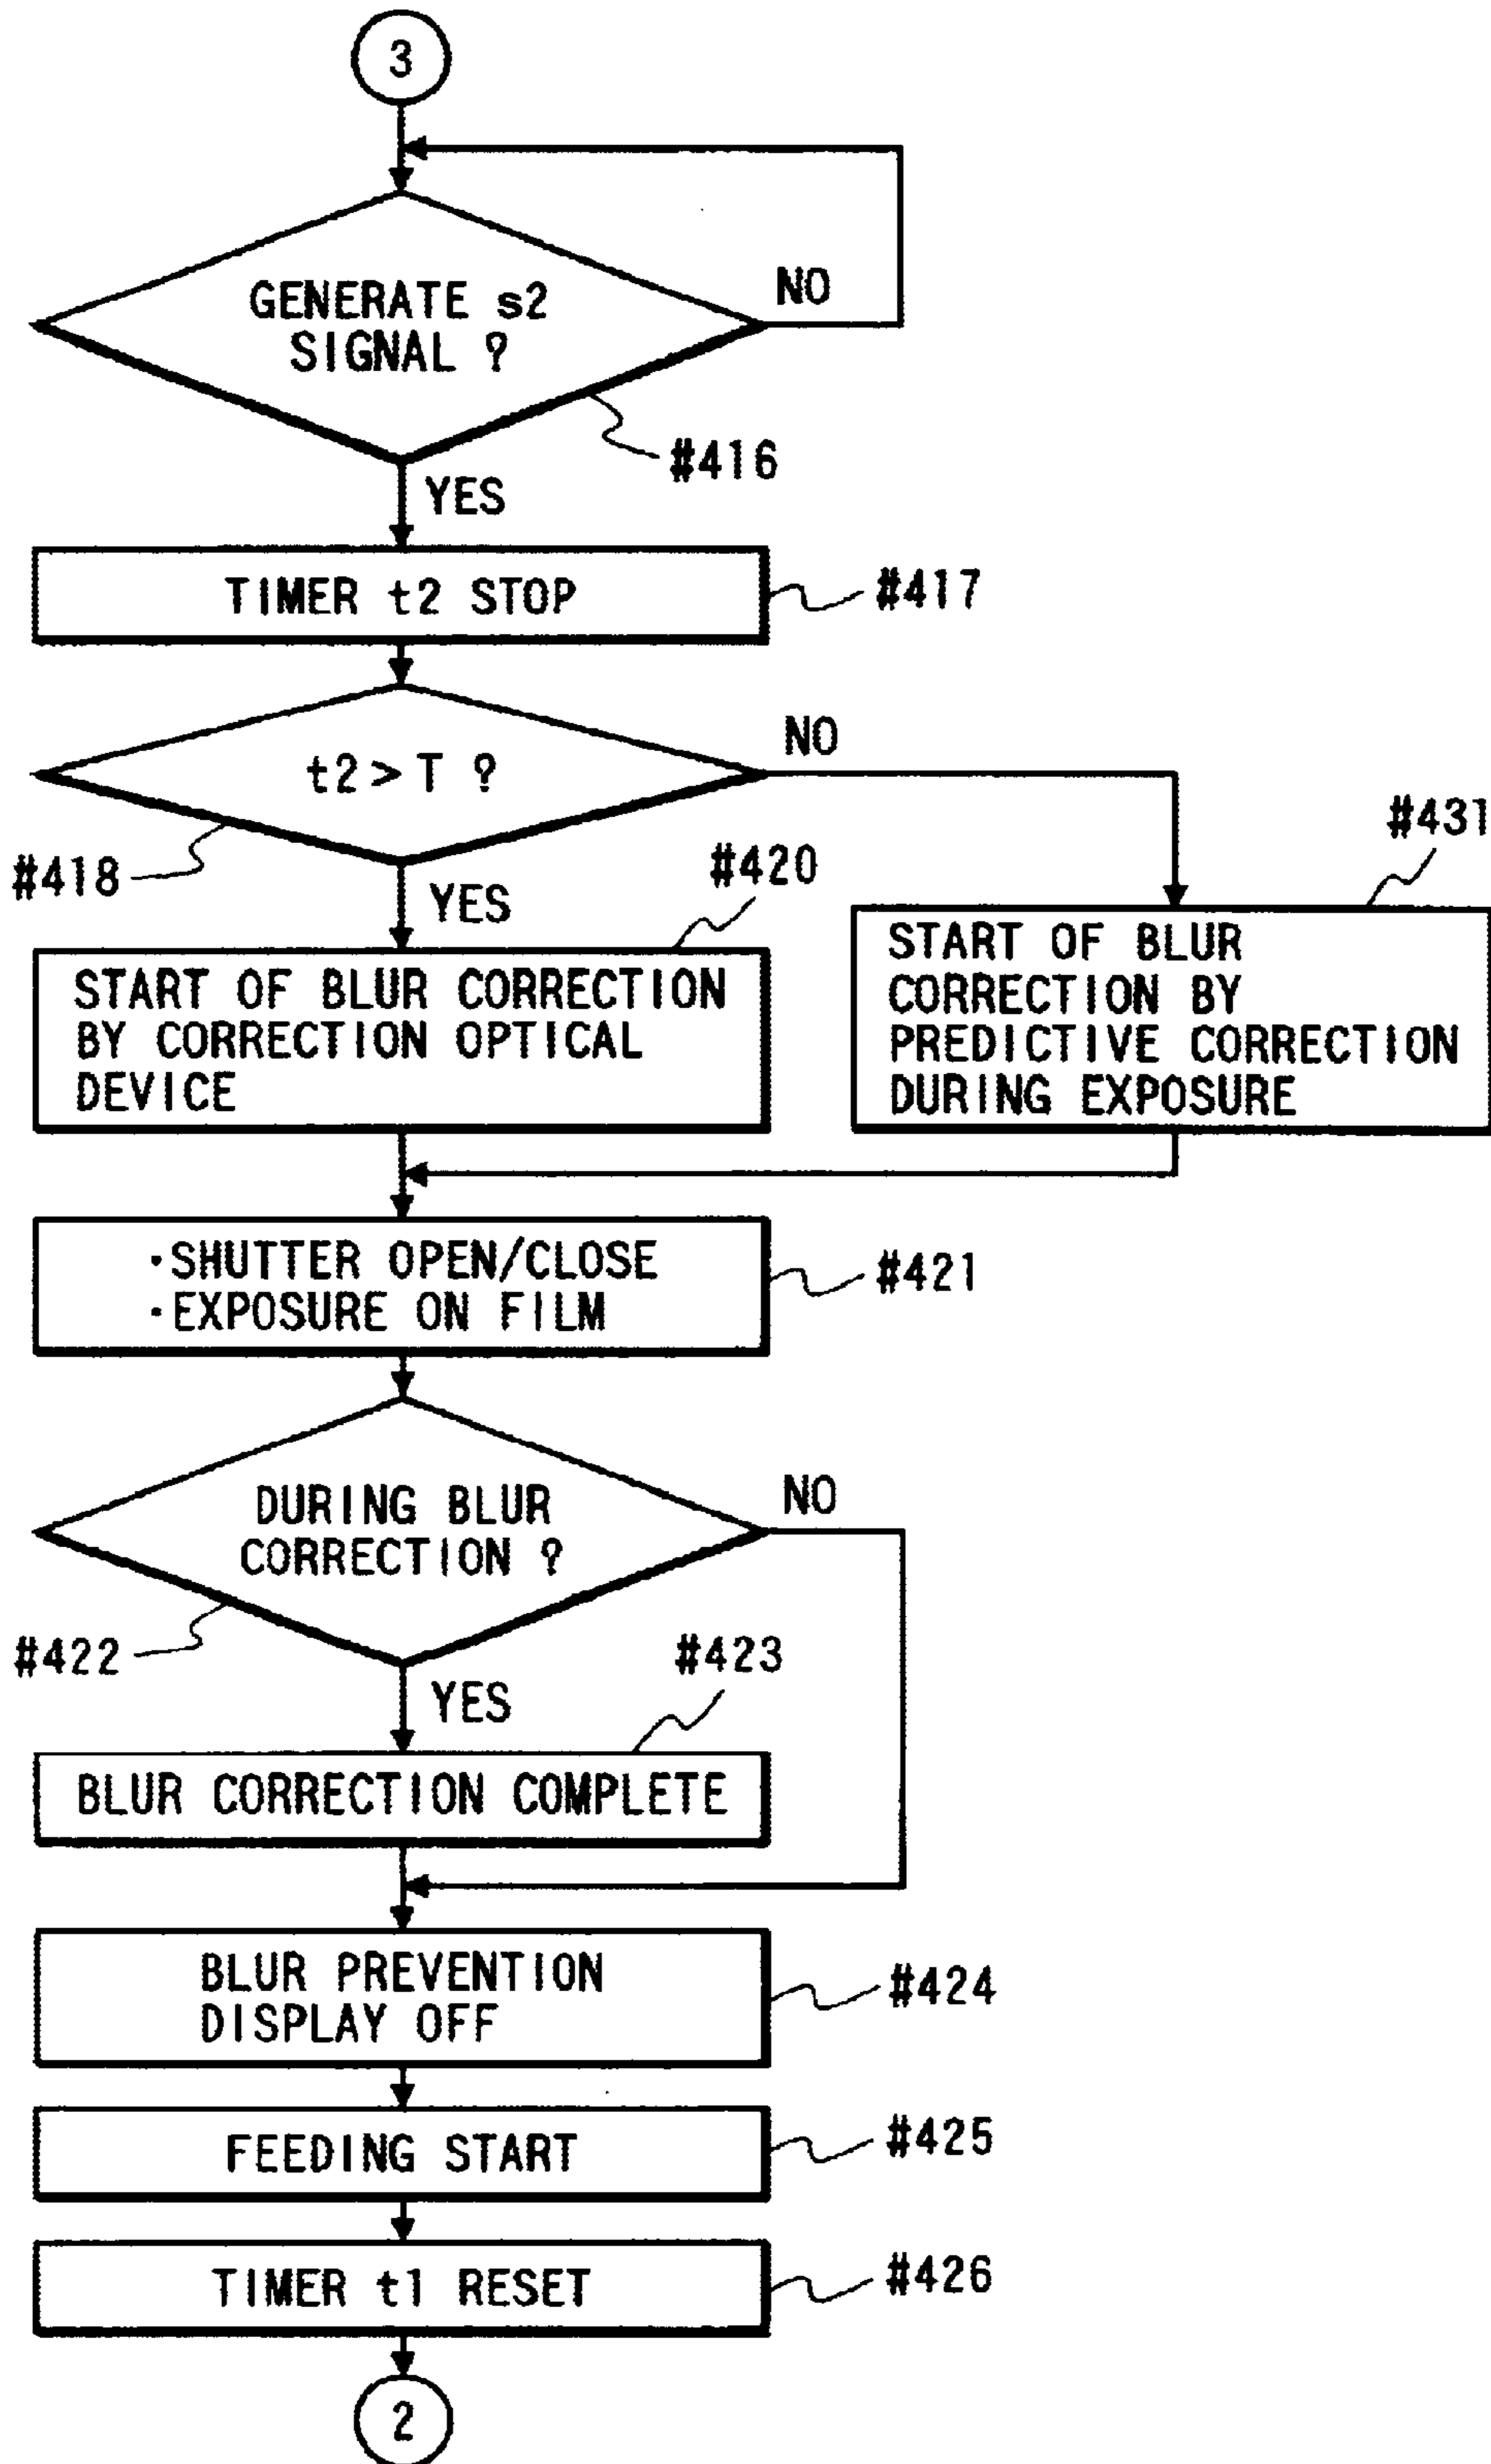 3
GENERATE s2
SIGNAL ?
NO
#416
YES
TIMER t2 STOP
#417
t2 > T ?
NO
#418
YES
#420
#431
START OF BLUR CORRECTION
BY CORRECTION OPTICAL
DEVICE
START OF BLUR
CORRECTION BY
PREDICTIVE CORRECTION
DURING EXPOSURE
·SHUTTER OPEN/CLOSE
·EXPOSURE ON FILM
#421
DURING BLUR
CORRECTION ?
NO
#422
YES
#423
BLUR CORRECTION COMPLETE
BLUR PREVENTION
DISPLAY OFF
#424
FEEDING START
#425
TIMER t1 RESET
#426
2